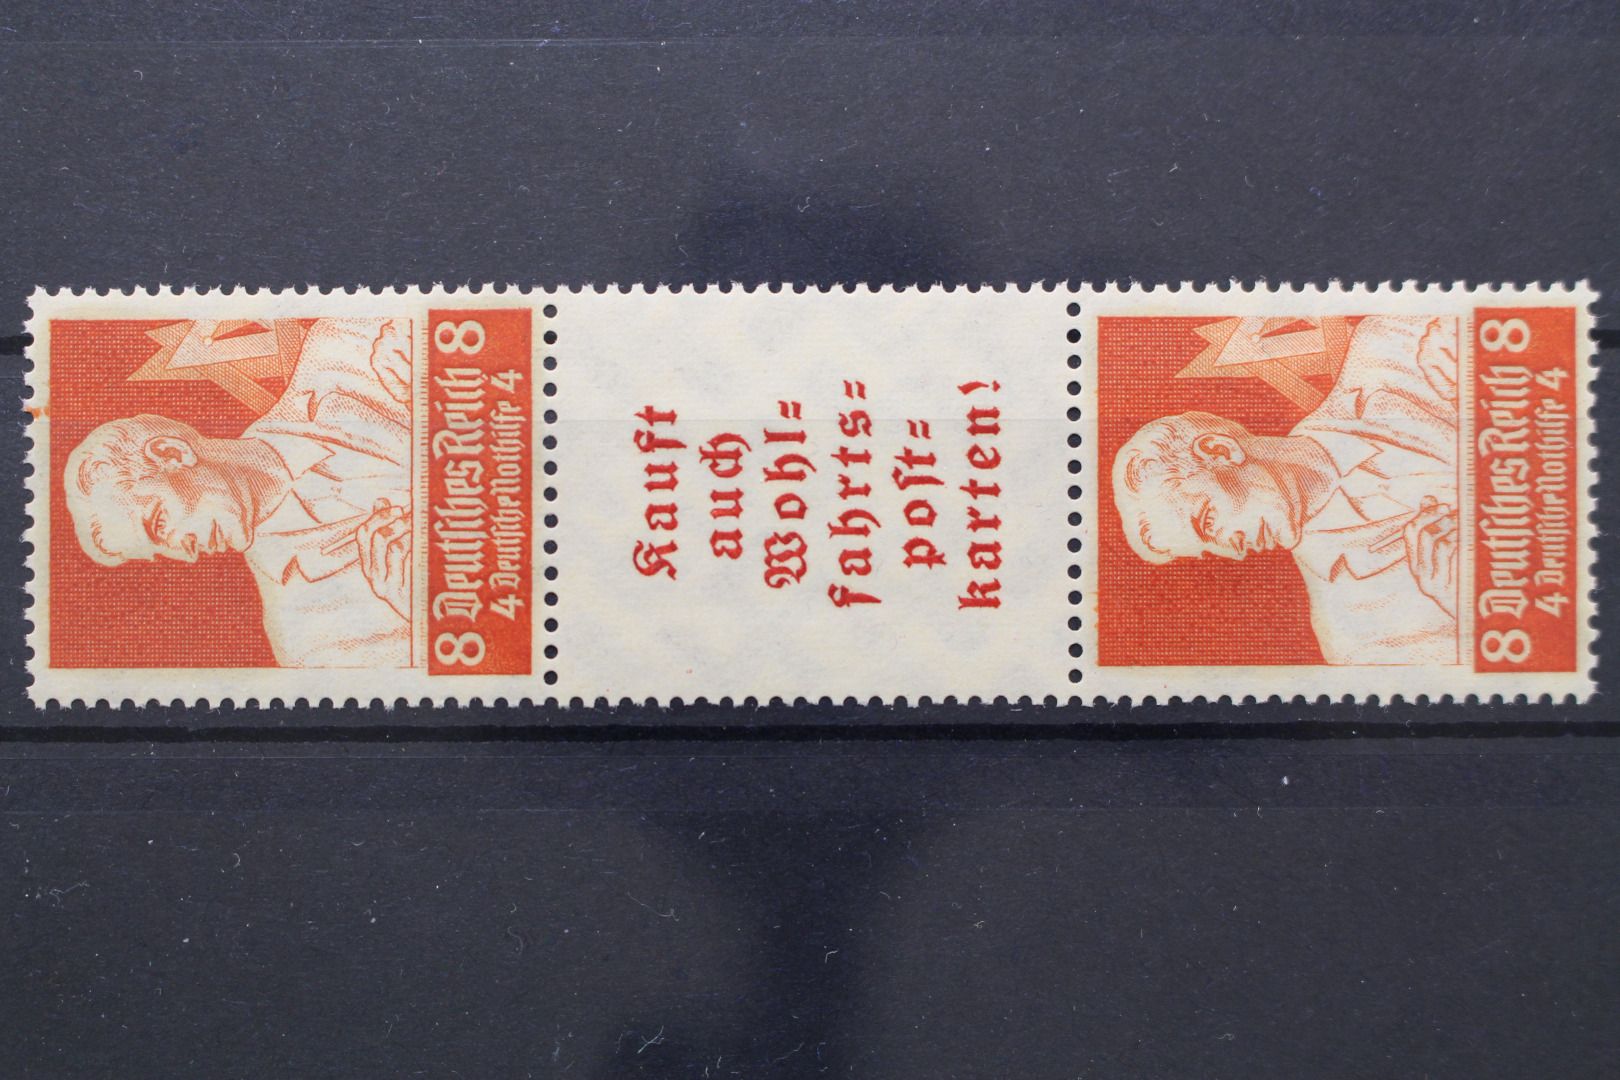 8 Deutsches Reich 8
4 Deutsche Nothilfe 4
Kauft
auch
Wohl=
fahrts=
post=
karten!
8 Deutsches Reich 8
4 Deutsche Nothilfe 4